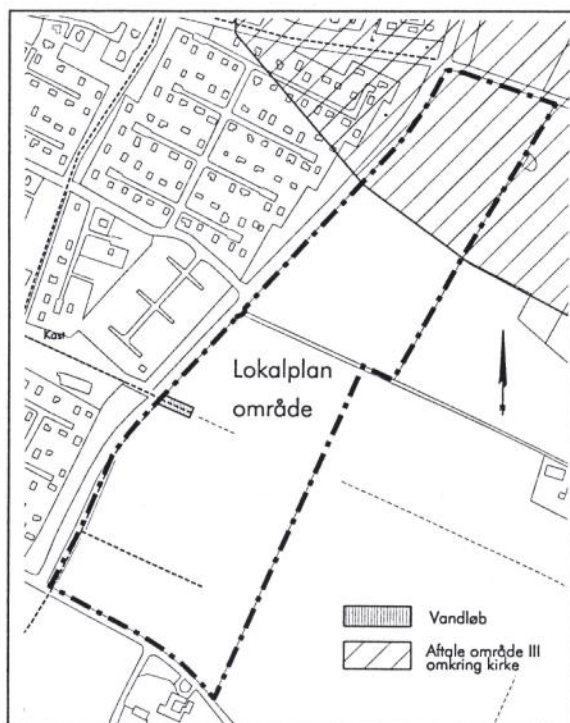 Kast
Lokalplan
område
Vandløb
Aftale område III
omkring kirke